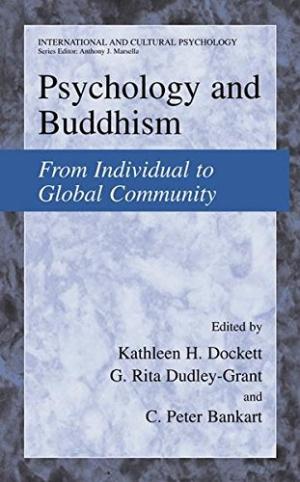 INTERNATIONAL AND CULTURAL PSYCHOLOGY
Series Editor: Anthony J. Marsella
Psychology and
Buddhism
From Individual to
Global Community
Edited by
Kathleen H. Dockett
G. Rita Dudley-Grant
and
C. Peter Bankart